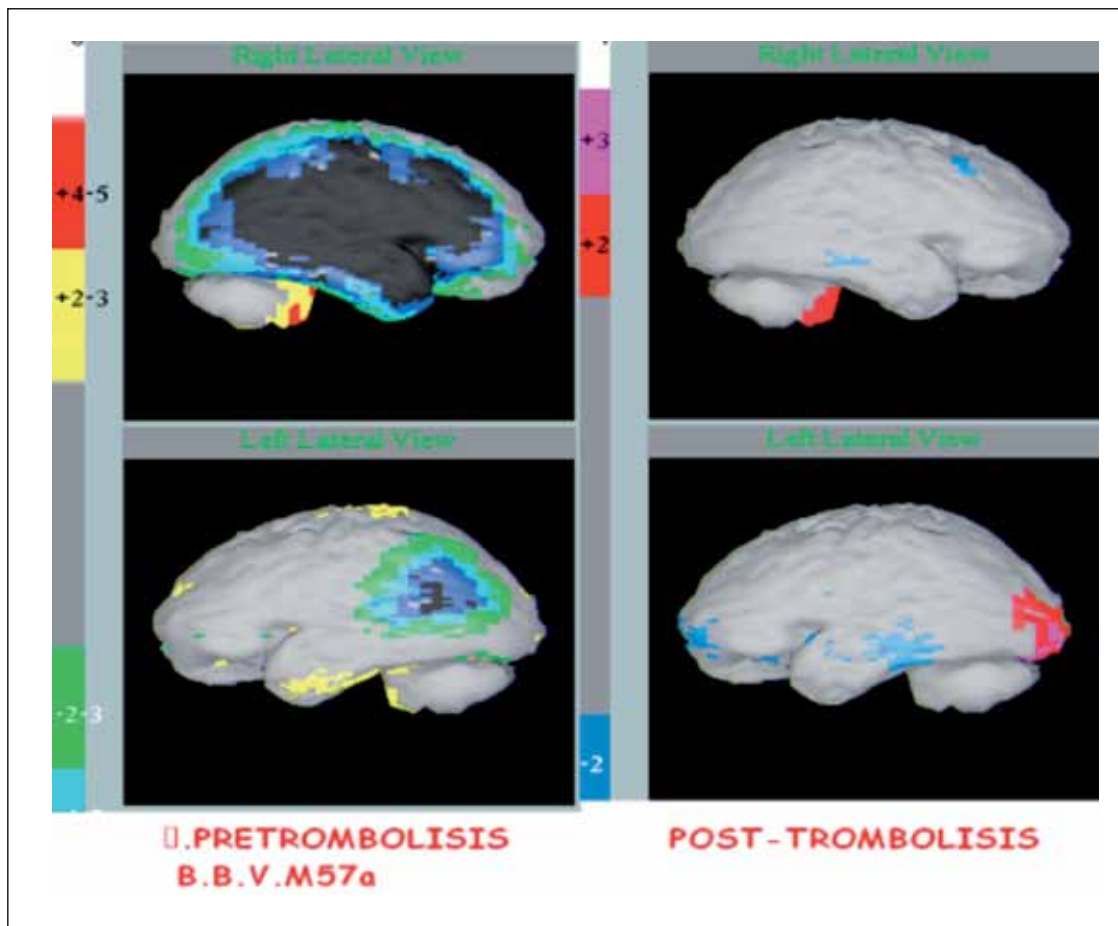 Right Lateral View
+4-5
+2-3
-2-3
Left Lateral View
Right Lateral View
+3
+2
-2
Left Lateral View
.PRETROMBOLISIS
B.B.V.M57a
POST-TROMBOLISIS